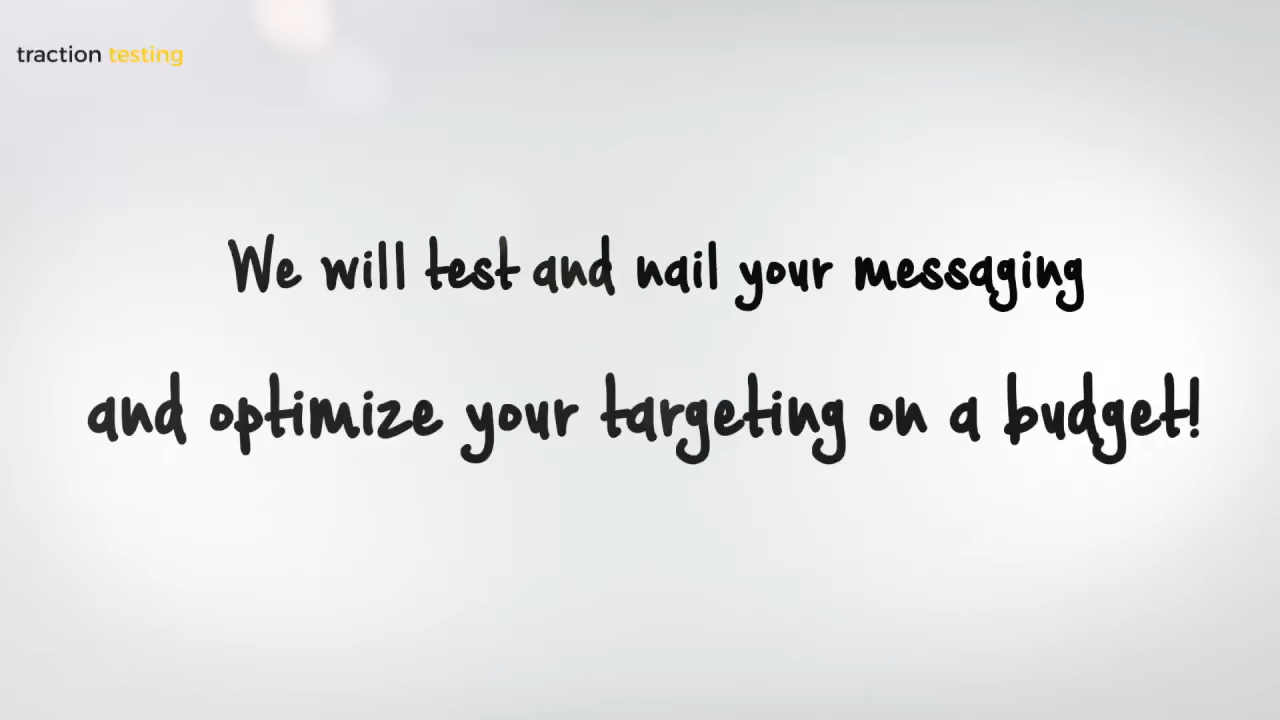 traction testing
We will test and nail your messaging
and optimize your targeting on a budget!